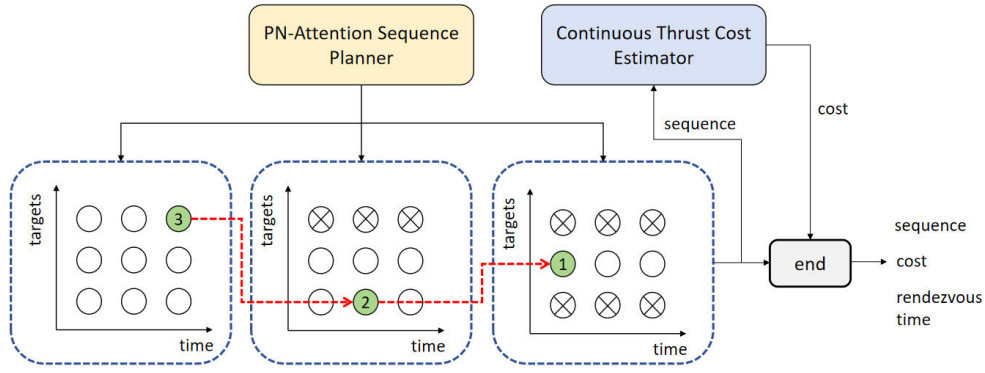 PN-Attention Sequence
Planner
Continuous Thrust Cost
Estimator
sequence
cost
targets
3
time
targets
2
time
targets
1
time
end
sequence
cost
rendezvous
time